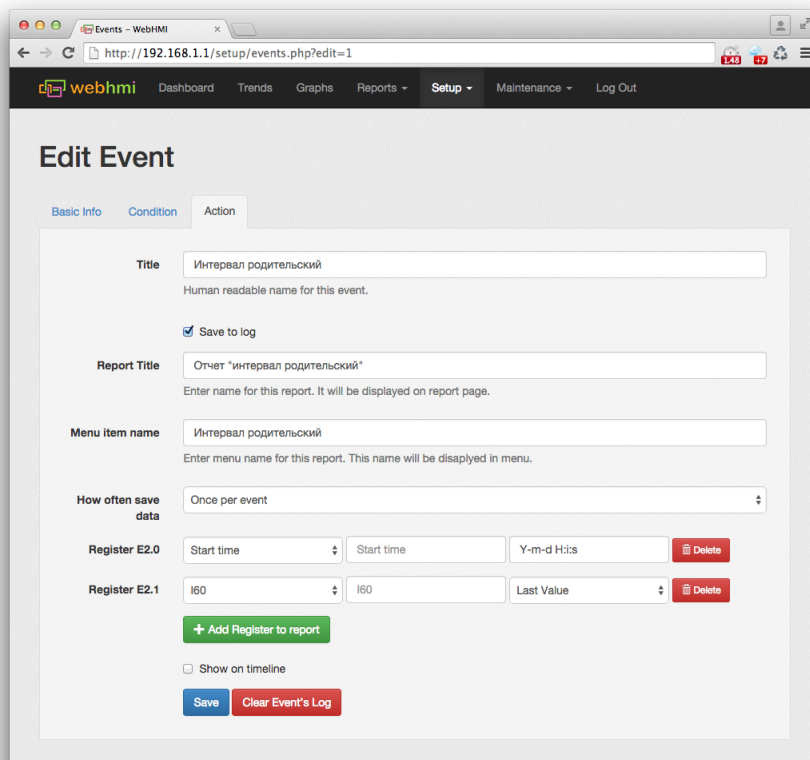 Events – WebHMI
http://192.168.1.1/setup/events.php?edit=1
1.48
+7
webhmi Dashboard Trends Graphs Reports Setup Maintenance Log Out
Edit Event
Basic Info Condition Action
Title Интервал родительский
Human readable name for this event.
Save to log
Report Title Отчет "интервал родительский"
Enter name for this report. It will be displayed on report page.
Menu item name Интервал родительский
Enter menu name for this report. This name will be disaplyed in menu.
How often save
data
Once per event
Register E2.0 Start time Start time Y-m-d H:i:s Delete
Register E2.1 I60 I60 Last Value Delete
+ Add Register to report
Show on timeline
Save Clear Event's Log